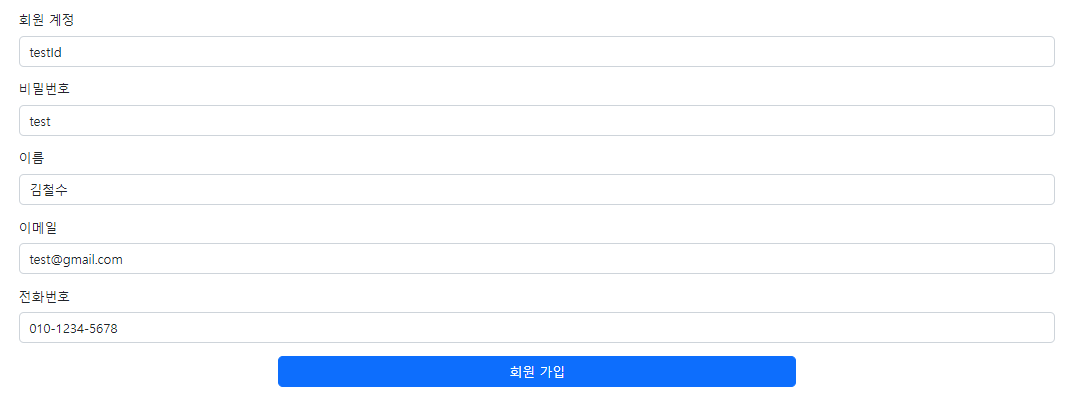 회원 계정
testId
비밀번호
test
이름
김철수
이메일
test@gmail.com
전화번호
010-1234-5678
회원 가입